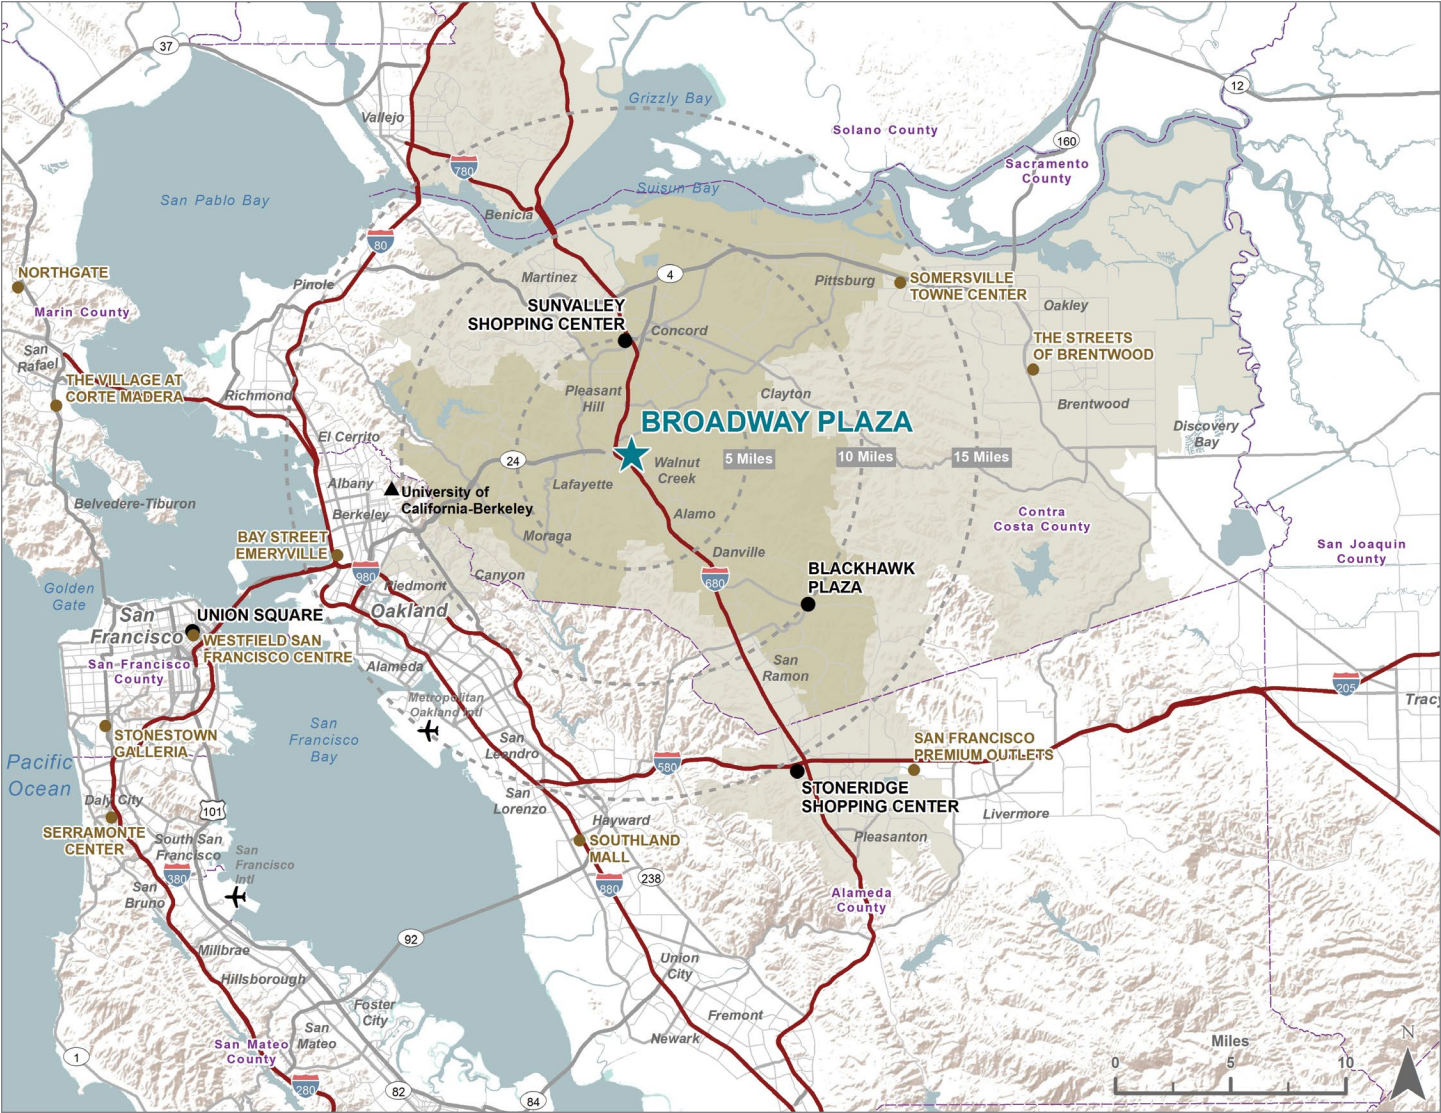 37
12
Grizzly Bay
Vallejo
Solano County
160
Sacramento
County
780
Suisun Bay
San Pablo Bay
Benicia
80
NORTHGATE
Marin County
Pinole
Martinez
4
Pittsburg
SOMERSVILLE
TOWNE CENTER
SUNVALLEY
SHOPPING CENTER
Concord
Oakley
THE STREETS
OF BRENTWOOD
San
Rafael
THE VILLAGE AT
CORTE MADERA
Richmond
Pleasant
Hill
Clayton
Brentwood
BROADWAY PLAZA
Discovery
Bay
El Cerrito
24
Walnut
Creek
5 Miles
10 Miles
15 Miles
Albany
Lafayette
University of
California-Berkeley
Belvedere-Tiburon
Berkeley
Alamo
Contra
Costa County
Moraga
BAY STREET
EMERYVILLE
Danville
San Joaquin
County
980
Canyon
680
BLACKHAWK
PLAZA
Golden
Gate
Piedmont
Oakland
San
Francisco
UNION SQUARE
WESTFIELD SAN
FRANCISCO CENTRE
San Francisco
County
Alameda
San
Ramon
205
Tracy
Metropolitan
Oakland Intl
San
Francisco
Bay
STONESTOWN
GALLERIA
San
Leandro
SAN FRANCISCO
PREMIUM OUTLETS
Pacific
Ocean
580
STONERIDGE
SHOPPING CENTER
Daly City
101
San
Lorenzo
Livermore
SERRAMONTE
CENTER
Hayward
South San
Francisco
SOUTHLAND
MALL
Pleasanton
San
Francisco
Intl
380
880
238
San
Bruno
Alameda
County
92
Millbrae
Union
City
Hillsborough
Foster
City
Fremont
San
Mateo
Newark
San Mateo
County
1
280
82
84
Miles
0
5
10
N